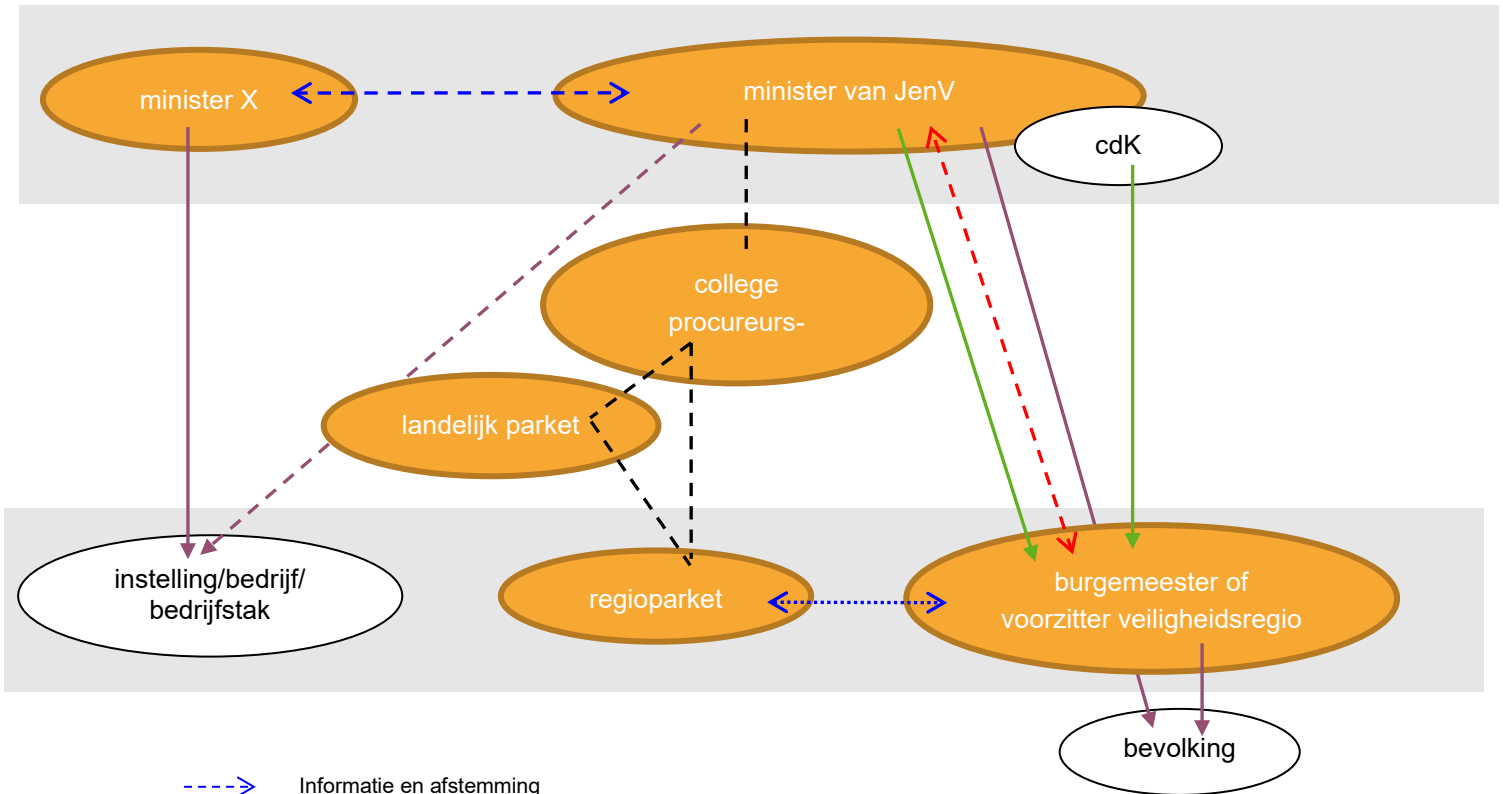 minister X
minister van JenV
cdK
college
procureurs-
landelijk parket
instelling/bedrijf/
bedrijfstak
regioparket
burgemeester of
voorzitter veiligheidsregio
bevolking
Informatie en afstemming